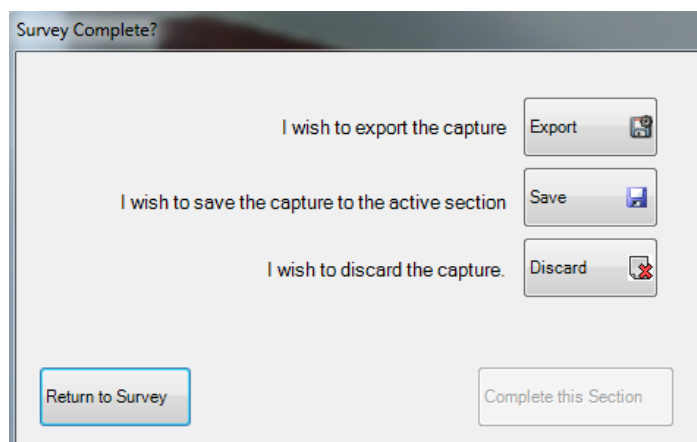 Survey Complete?
I wish to export the capture Export
I wish to save the capture to the active section Save
I wish to discard the capture. Discard
Return to Survey Complete this Section